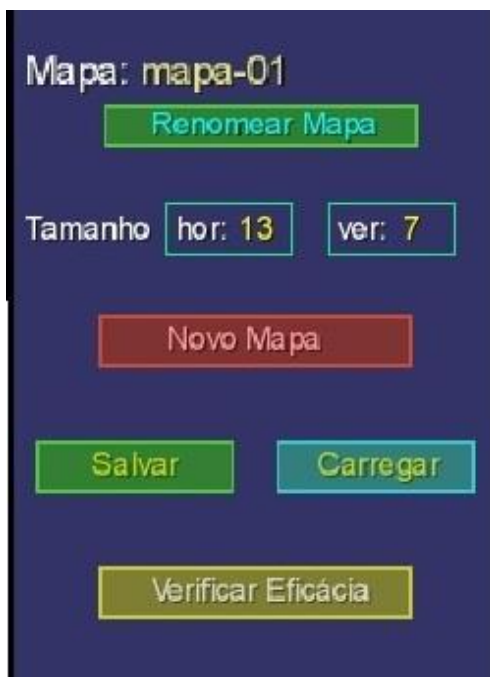 Mapa: mapa-01
Renomear Mapa
Tamanho hor: 13 ver: 7
Novo Mapa
Salvar Carregar
Verificar Eficácia